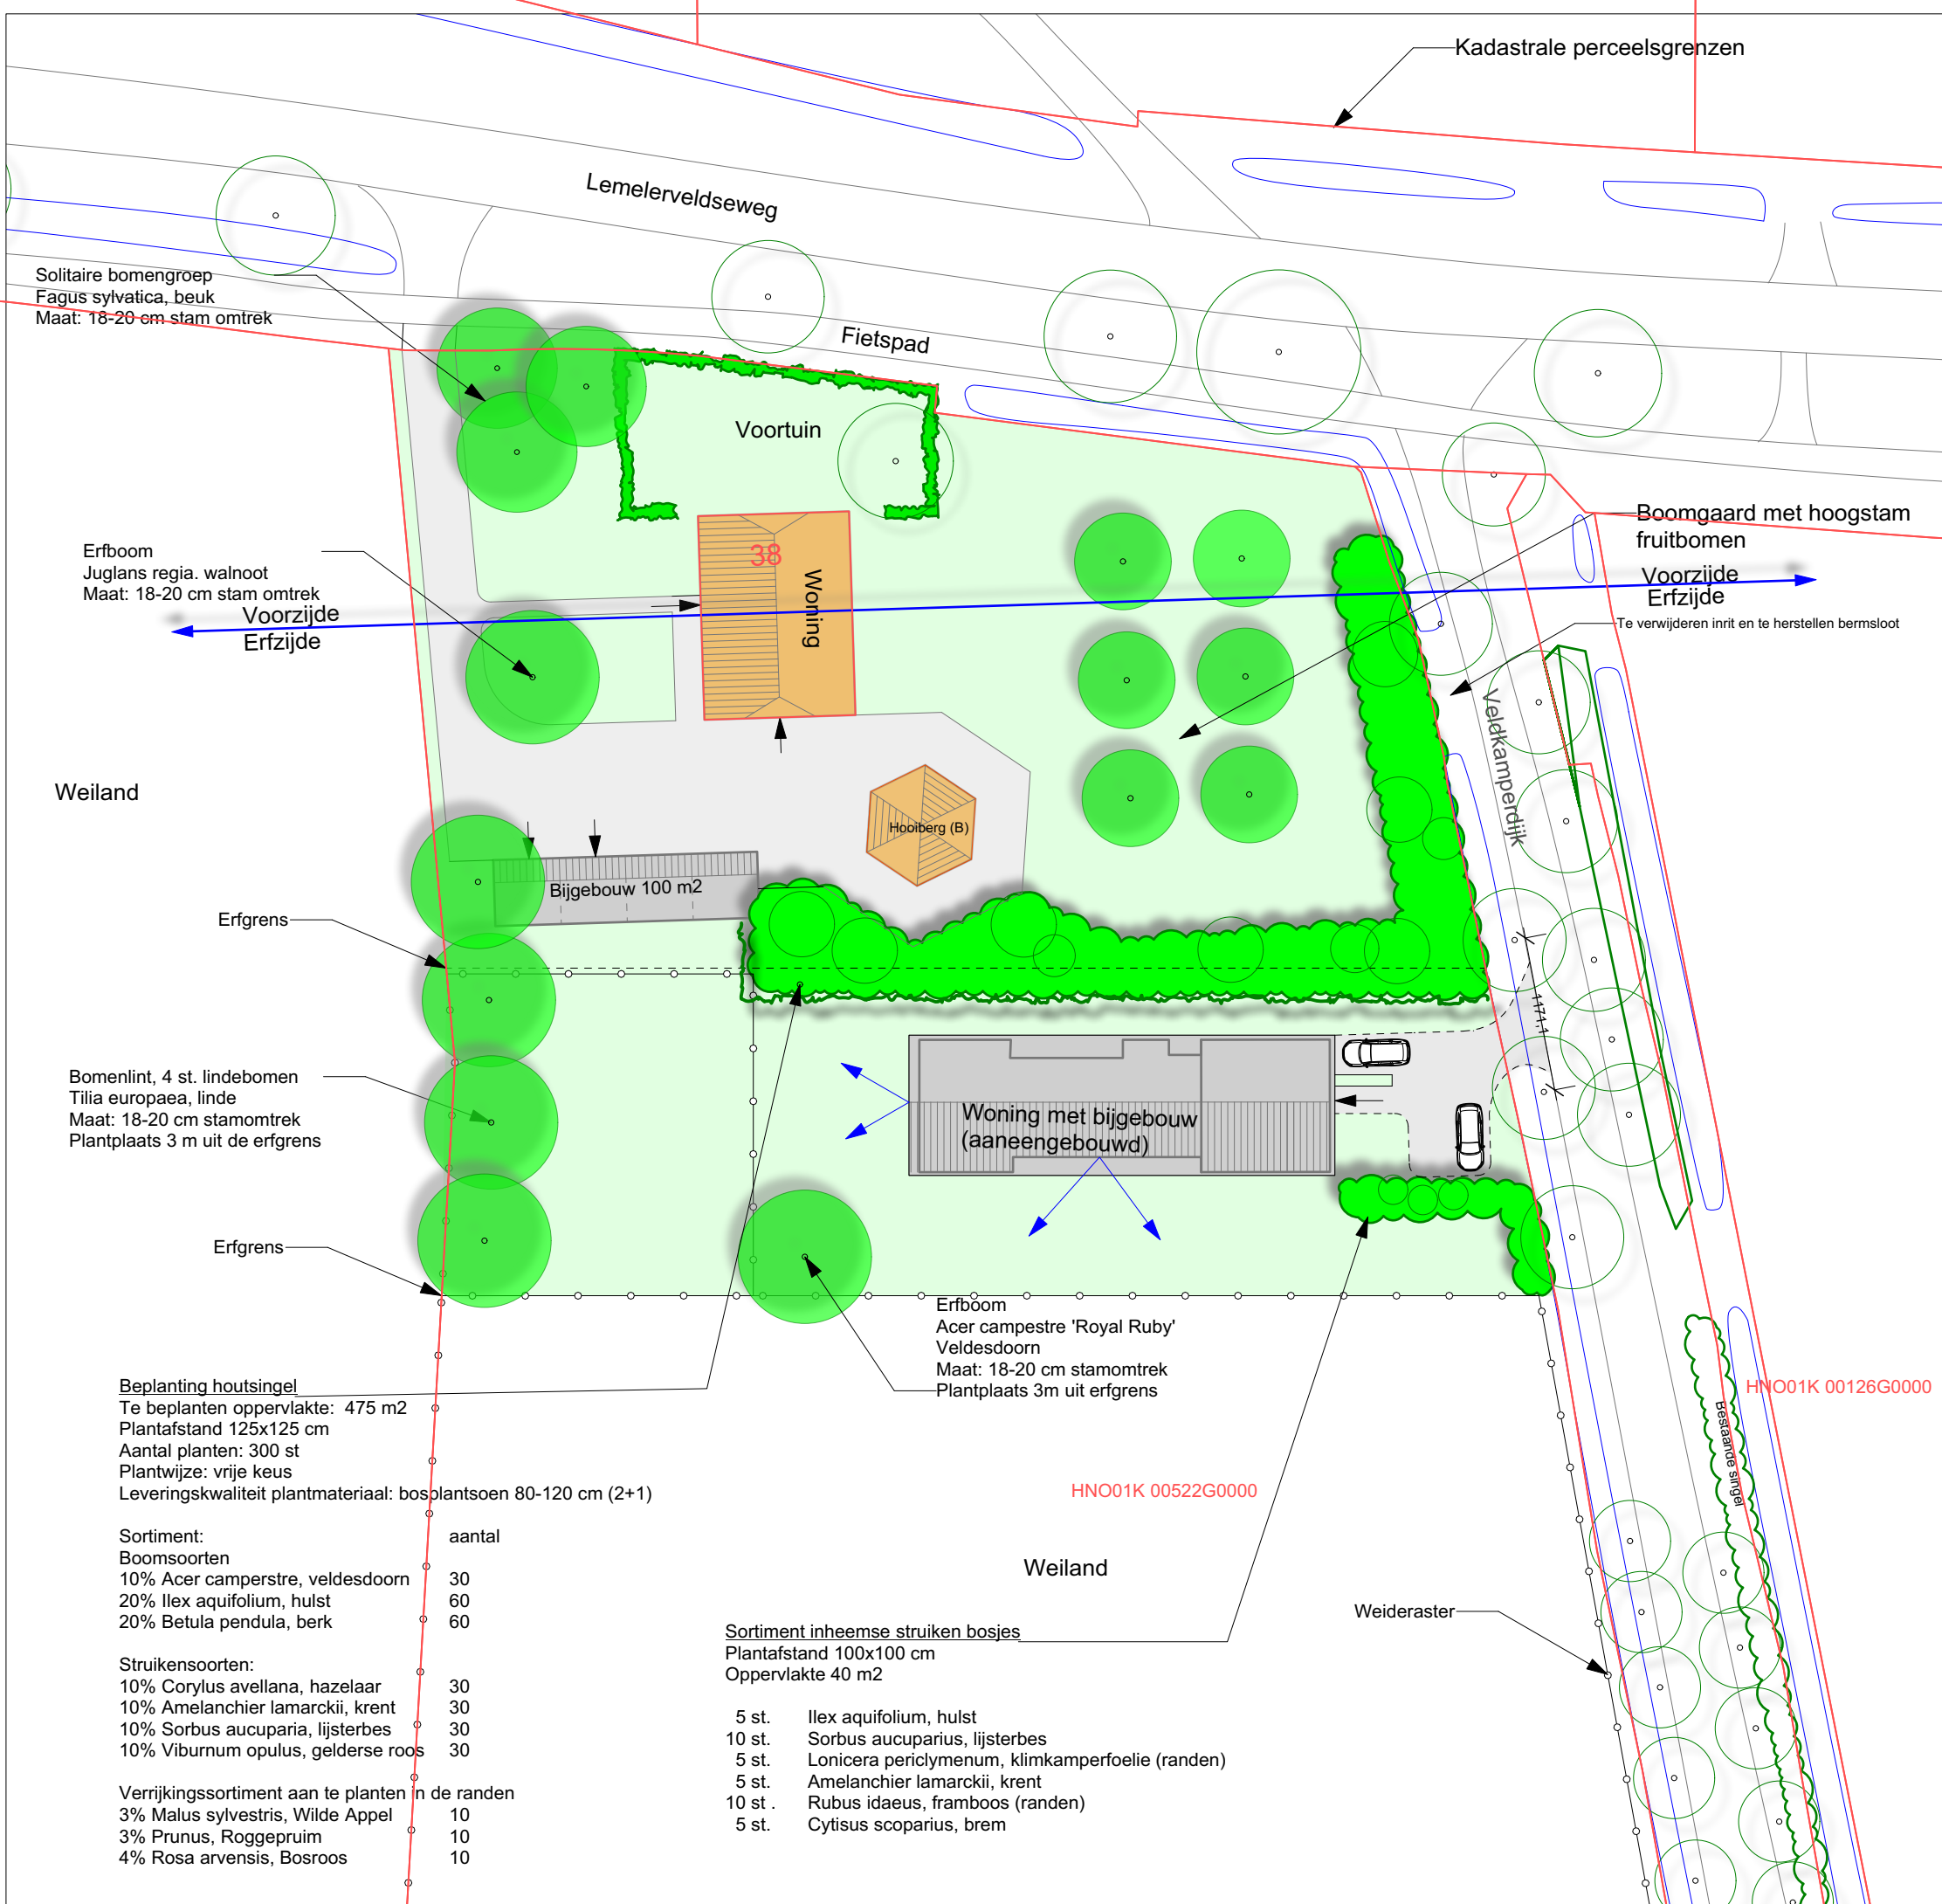 Kadastrale perceelsgrenzen
Lemelerveldseweg
Solitaire bomengroep
Fagus sylvatica, beuk
Maat: 18-20 cm stam omtrek
Fietspad
Voortuin
Boomgaard met hoogstam
fruitbomen
Erfboom
Juglans regia. walnoot
Maat: 18-20 cm stam omtrek
38
Woning
Voorzijde
Erfzijde
Voorzijde
Erfzijde
Te verwijderen inrit en te herstellen bermsloot
Veldkamperdijk
Weiland
Hooiberg (B)
Bijgebouw 100 m2
Erfgrens
1171,1
Bomenlint, 4 st. lindebomen
Tilia europaea, linde
Maat: 18-20 cm stamomtrek
Plantplaats 3 m uit de erfgrens
Woning met bijgebouw
(aaneengebouwd)
Erfgrens
Erfboom
Acer campestre 'Royal Ruby'
Veldesdoorn
Maat: 18-20 cm stamomtrek
Plantplaats 3m uit erfgrens
Beplanting houtsingel
Te beplanten oppervlakte: 475 m2
Plantafstand 125x125 cm
Aantal planten: 300 st
Plantwijze: vrije keus
Leveringskwaliteit plantmateriaal: bosplantsoen 80-120 cm (2+1)
Sortiment: aantal
Boomsoorten
10% Acer camperstre, veldesdoorn 30
20% Ilex aquifolium, hulst 60
20% Betula pendula, berk 60
Struikensoorten:
10% Corylus avellana, hazelaar 30
10% Amelanchier lamarckii, krent 30
10% Sorbus aucuparia, lijsterbes 30
10% Viburnum opulus, gelderse roos 30
Verrijkingssortiment aan te planten in de randen
3% Malus sylvestris, Wilde Appel 10
3% Prunus, Roggepruim 10
4% Rosa arvensis, Bosroos 10
HNO01K 00126G0000
Bestaande singel
HNO01K 00522G0000
Weiland
Weideraster
Sortiment inheemse struiken bosjes
Plantafstand 100x100 cm
Oppervlakte 40 m2
5 st. Ilex aquifolium, hulst
10 st. Sorbus aucuparius, lijsterbes
5 st. Lonicera periclymenum, klimkamperfoelie (randen)
5 st. Amelanchier lamarckii, krent
10 st . Rubus idaeus, framboos (randen)
5 st. Cytisus scoparius, brem